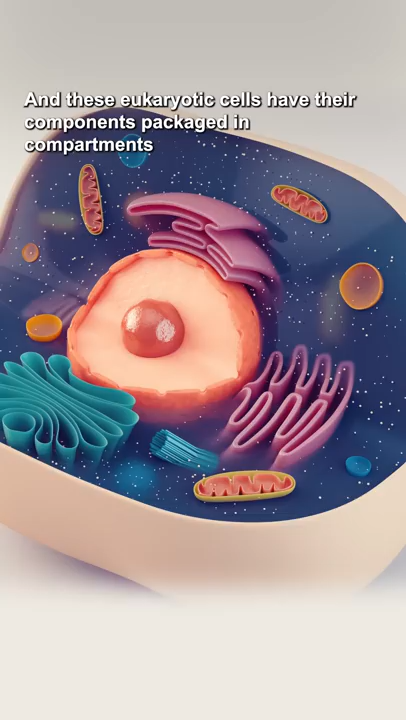 And these eukaryotic cells have their
components packaged in
compartments